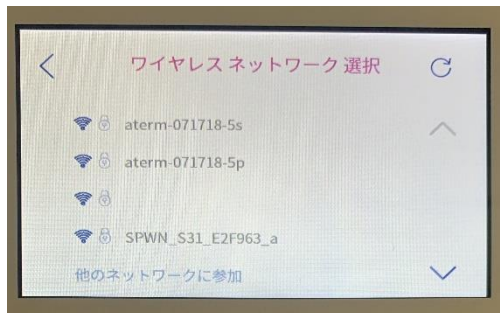 ワイヤレス ネットワーク 選択
aterm-071718-5s
aterm-071718-5p
SPWN_S31_E2F963_a
他のネットワークに参加